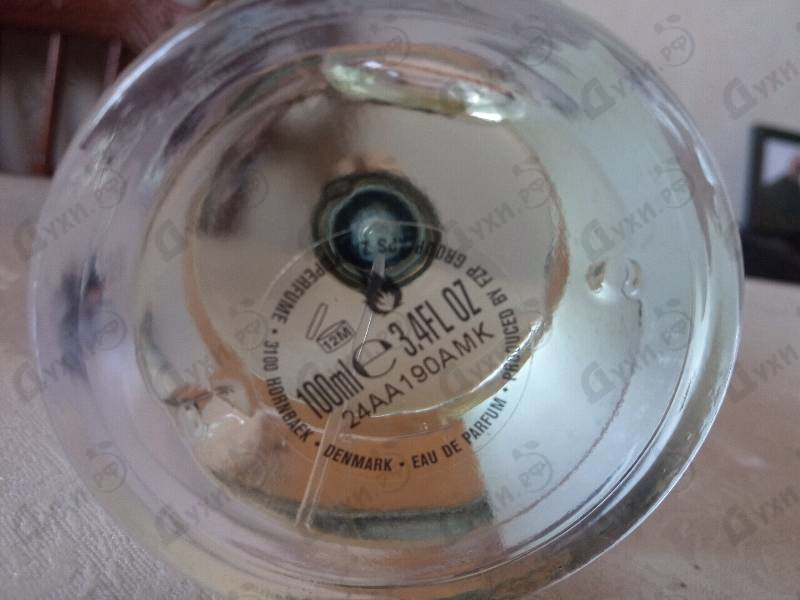 PERFUME • 3100 HORNBAEK • DENMARK • EAU DE PARFUM • PRODUCED BY FZP GROUP
12M
100ml e 3.4FL OZ
24AA190AMK
Духи.рф